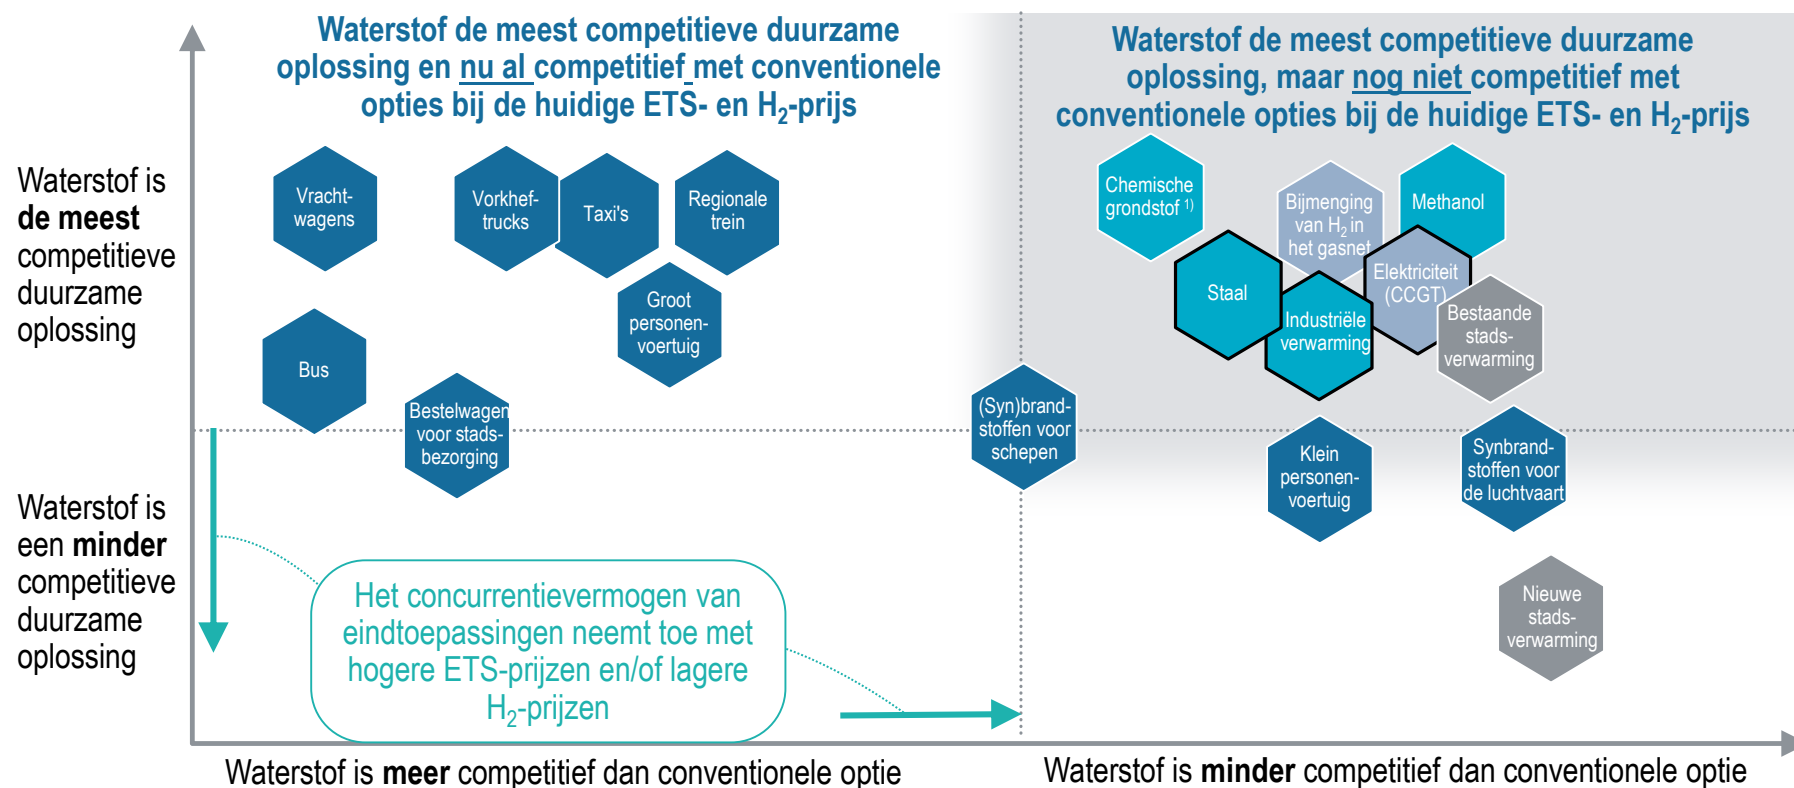 Waterstof de meest competitieve duurzame
oplossing en nu al competitief met conventionele
opties bij de huidige ETS- en H₂-prijs
Waterstof de meest competitieve duurzame
oplossing, maar nog niet competitief met
conventionele opties bij de huidige ETS- en H₂-prijs
Waterstof is
de meest
competitieve
duurzame
oplossing
Vracht-
wagens
Vorkhef-
trucks
Taxi's
Regionale
trein
Groot
personen-
voertuig
Bus
Bestelwagen
voor stads-
bezorging
Chemische
grondstof ¹⁾
Bijmenging
van H₂ in
het gasnet
Methanol
Staal
Industriële
verwarming
Elektriciteit
(CCGT)
Bestaande
stads-
verwarming
(Syn)brand-
stoffen voor
schepen
Klein
personen-
voertuig
Synbrand-
stoffen voor
de luchtvaart
Nieuwe
stads-
verwarming
Waterstof is
een minder
competitieve
duurzame
oplossing
Het concurrentievermogen van
eindtoepassingen neemt toe met
hogere ETS-prijzen en/of lagere
H₂-prijzen
Waterstof is meer competitief dan conventionele optie
Waterstof is minder competitief dan conventionele optie